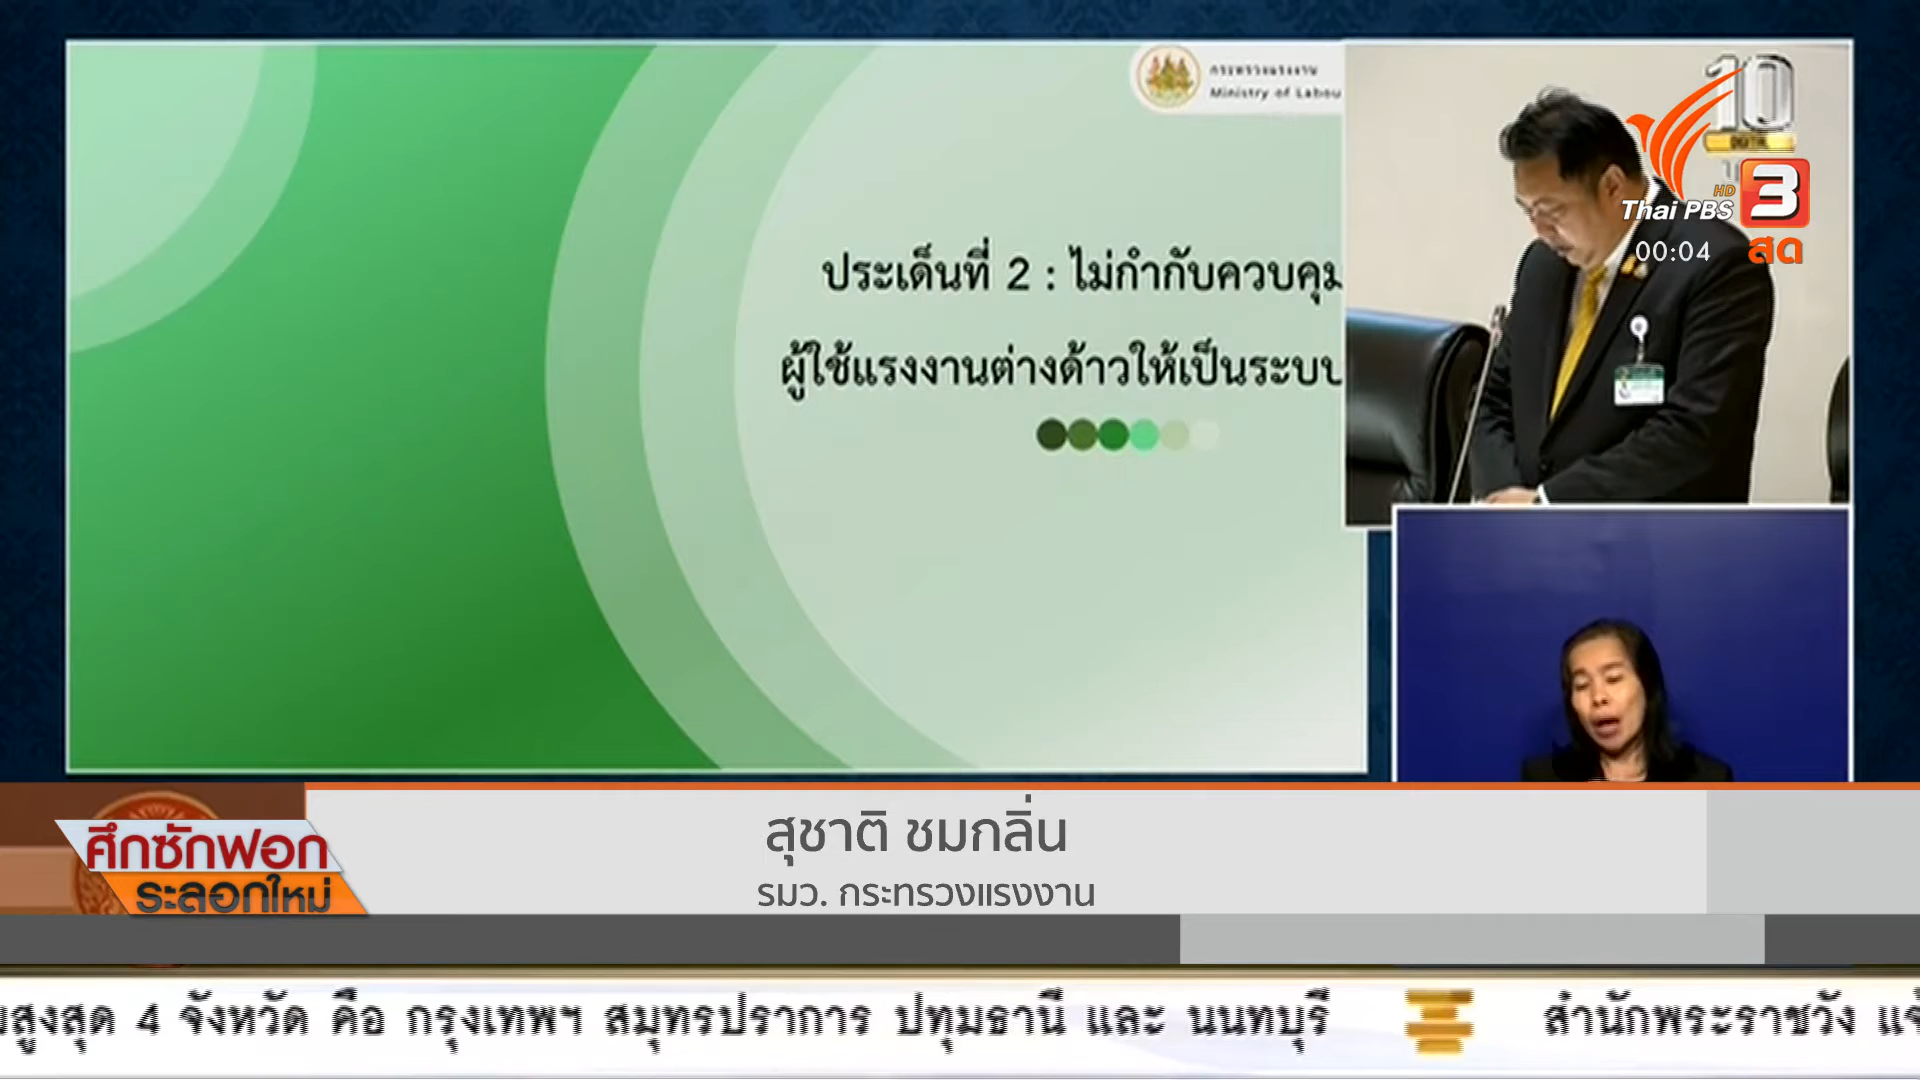 กระทรวงแรงงาน
Ministry of Labou
10
ประเด็นที่ 2 : ไม่กำกับควบคุม
ผู้ใช้แรงงานต่างด้าวให้เป็นระบบ
HD
Thai PBS
3
00:04
สด
สุชาติ ชมกลิ่น
รมว. กระทรวงแรงงาน
ศึกซักฟอก
ระลอกใหม่
สูงสุด 4 จังหวัด คือ กรุงเทพฯ สมุทรปราการ ปทุมธานี และ นนทบุรี
สำนักพระราชวัง